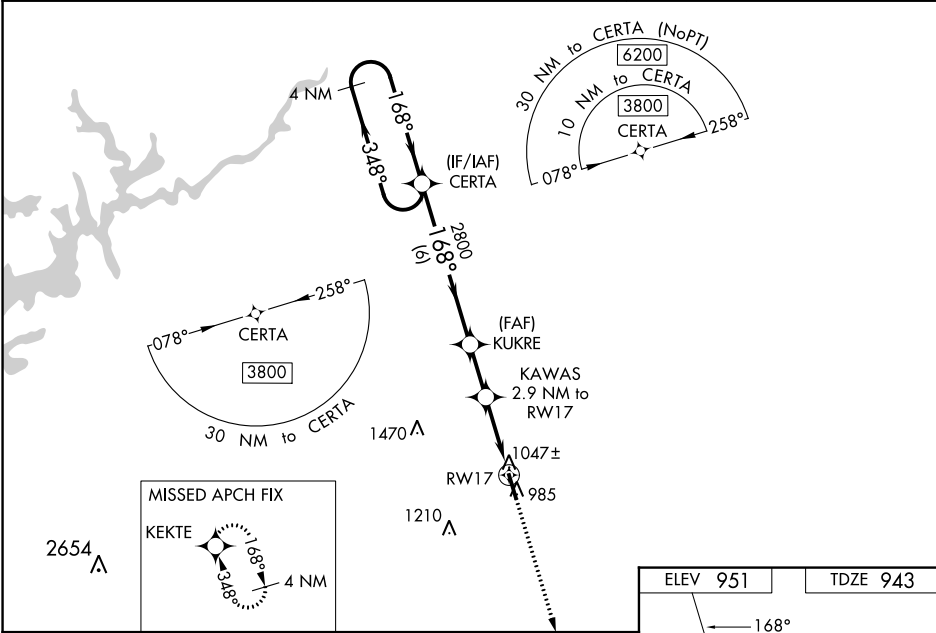 30 NM to CERTA (NoPT)
6200
10 NM to CERTA
3800
CERTA
078°
258°
4 NM
168°
348°
(IF/IAF)
CERTA
2800
168°
(6)
258°
078°
CERTA
3800
30 NM to CERTA
(FAF)
KUKRE
KAWAS
2.9 NM to
RW17
1470
1047±
RW17
985
1210
2654
MISSED APCH FIX
KEKTE
168°
348°
4 NM
ELEV 951
TDZE 943
168°